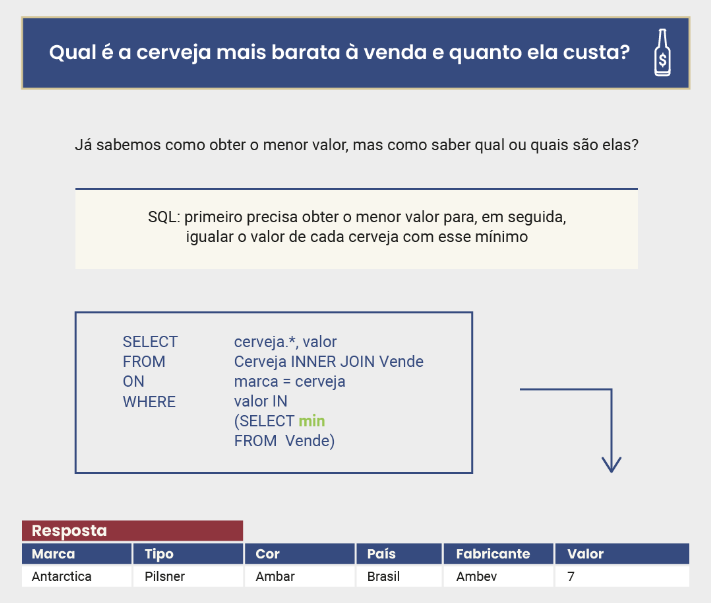 Qual é a cerveja mais barata à venda e quanto ela custa?
$
Já sabemos como obter o menor valor, mas como saber qual ou quais são elas?
SQL: primeiro precisa obter o menor valor para, em seguida,
igualar o valor de cada cerveja com esse mínimo
SELECT cerveja.*, valor
FROM Cerveja INNER JOIN Vende
ON marca = cerveja
WHERE valor IN
(SELECT min
FROM Vende)
Resposta
Marca Tipo Cor País Fabricante Valor
Antarctica Pilsner Ambar Brasil Ambev 7